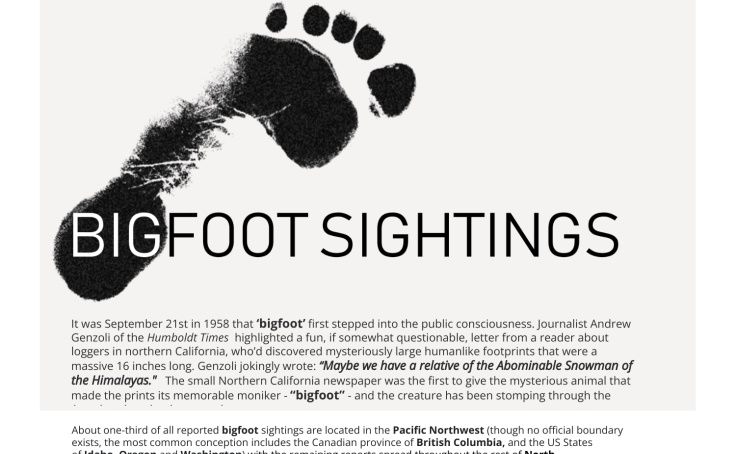 BIGFOOT SIGHTINGS
It was September 21st in 1958 that ‘bigfoot’ first stepped into the public consciousness. Journalist Andrew
Genzoli of the Humboldt Times highlighted a fun, if somewhat questionable, letter from a reader about
loggers in northern California, who’d discovered mysteriously large humanlike footprints that were a
massive 16 inches long. Genzoli jokingly wrote: “Maybe we have a relative of the Abominable Snowman of
the Himalayas." The small Northern California newspaper was the first to give the mysterious animal that
made the prints its memorable moniker - “bigfoot” - and the creature has been stomping through the
About one-third of all reported bigfoot sightings are located in the Pacific Northwest (though no official boundary
exists, the most common conception includes the Canadian province of British Columbia, and the US States
of Idaho, Oregon and Washington) with the remaining reports spread throughout the rest of North